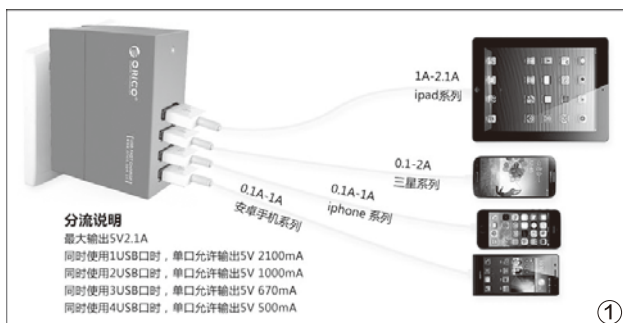 ORICO
1A-2.1A
ipad系列
0.1-2A
三星系列
0.1A-1A
iphone 系列
0.1A-1A
安卓手机系列
分流说明
最大输出5V2.1A
同时使用1USB口时，单口允许输出5V 2100mA
同时使用2USB口时，单口允许输出5V 1000mA
同时使用3USB口时，单口允许输出5V 670mA
同时使用4USB口时，单口允许输出5V 500mA
①